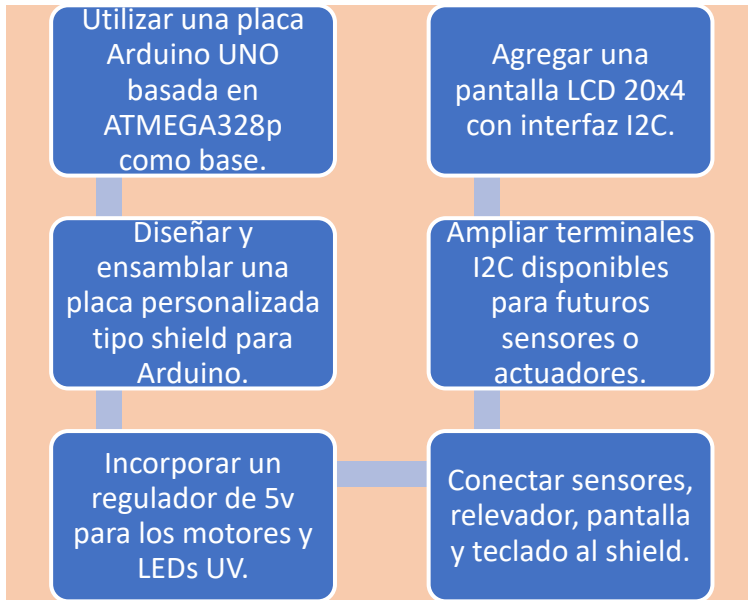 Utilizar una placa
Arduino UNO
basada en
ATMEGA328p
como base.
Diseñar y
ensamblar una
placa personalizada
tipo shield para
Arduino.
Incorporar un
regulador de 5v
para los motores y
LEDs UV.
Conectar sensores,
relevador, pantalla
y teclado al shield.
Ampliar terminales
I2C disponibles
para futuros
sensores o
actuadores.
Agregar una
pantalla LCD 20x4
con interfaz I2C.